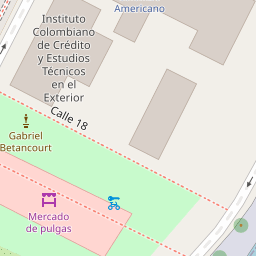 Americano
Instituto
Colombiano
de Crédito
y Estudios
Técnicos
en el
Exterior
Calle 18
Gabriel
Betancourt
Mercado
de pulgas